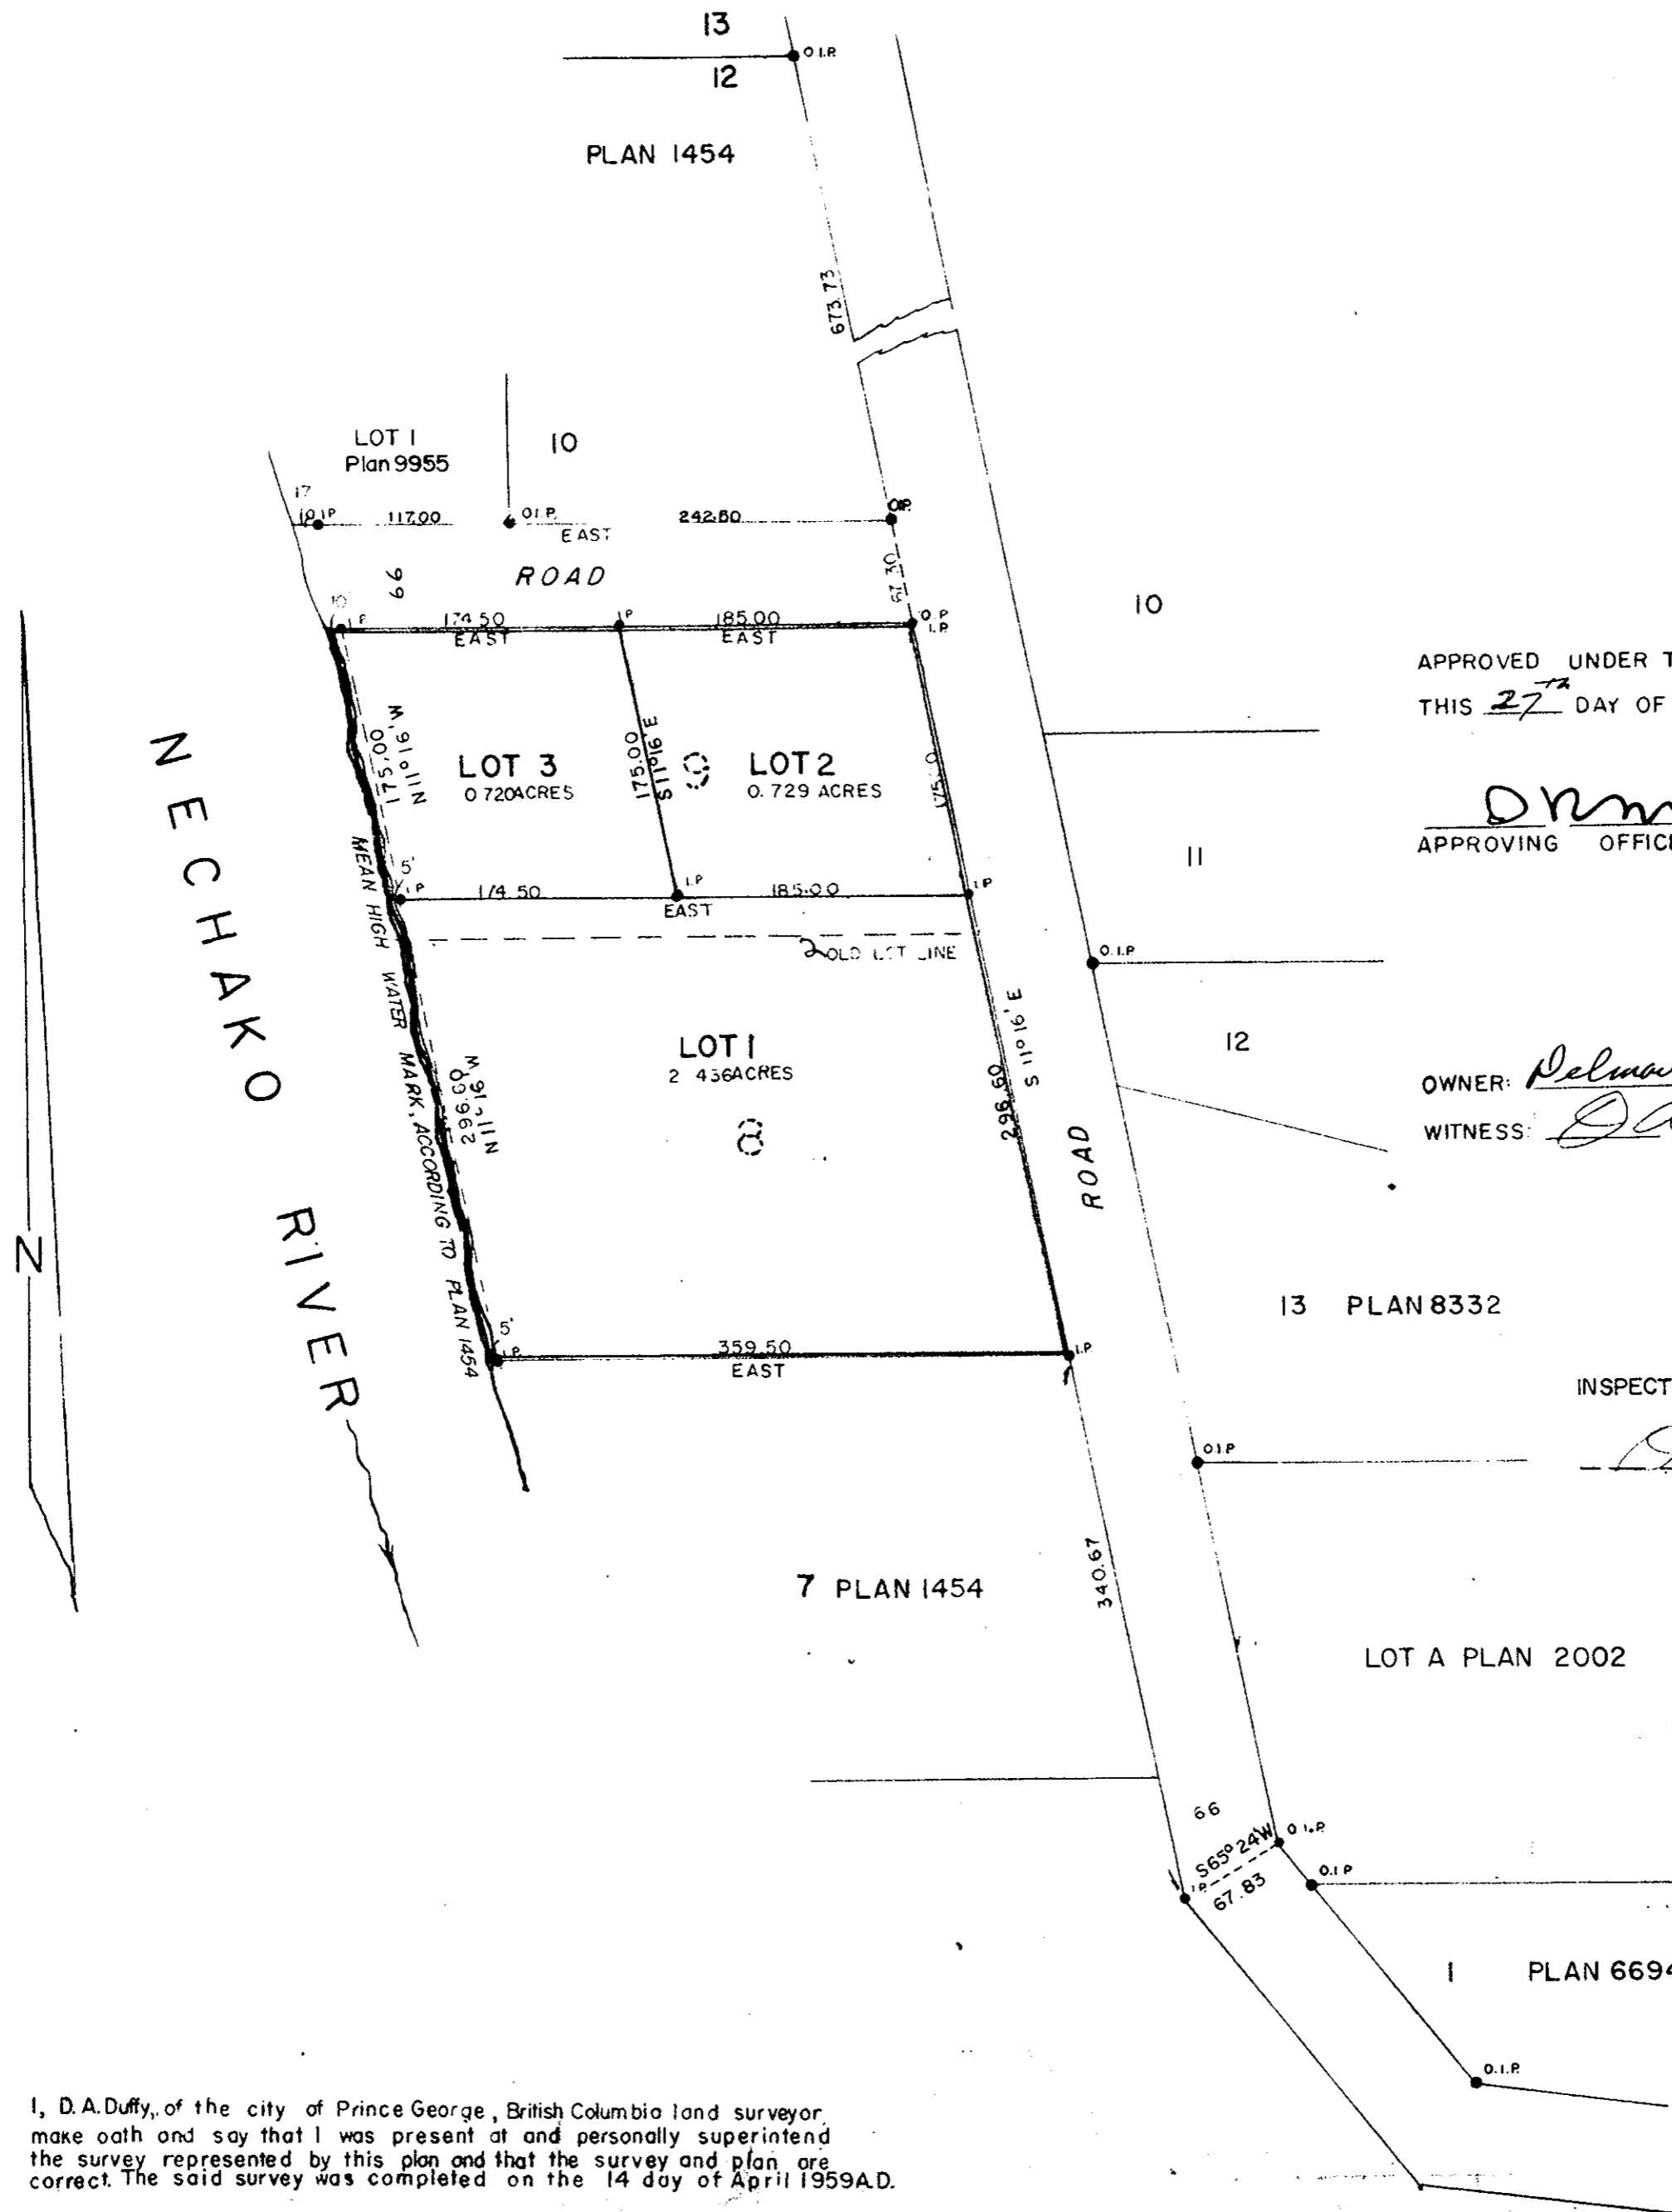 13
O.I.P.
12
PLAN 1454
673.73
LOT 1
Plan 9955
10
17
O.I.P
117.00
O.I.P.
EAST
242.80
66
ROAD
67.30
10'
I.P
174.50
EAST
I.P
185.00
EAST
O.P
I.P.
10
APPROVED UNDER T
THIS 27th DAY OF
APPROVING OFFICE
N11°16'W
175.00
LOT 3
0.720 ACRES
175.00
S11°16'E
9
LOT 2
0.729 ACRES
11
5'
I.P
174.50
I.P
EAST
185.00
I.P
OLD LOT LINE
O.I.P
NECHAKO RIVER
MEAN HIGH WATER MARK, ACCORDING TO PLAN 1454
N
LOT 1
2.436 ACRES
8
N11°16'W
296.60
296.60
S 11°16' E
ROAD
12
OWNER:
WITNESS:
13 PLAN 8332
5'
I.P.
359.50
EAST
I.P.
INSPECT
O.I.P
340.67
7 PLAN 1454
LOT A PLAN 2002
66
S65°24'W
67.83
I.P.
O.I.P.
O.I.P
1 PLAN 6694
O.I.P.
I, D.A. Duffy, of the city of Prince George, British Columbia land surveyor,
make oath and say that I was present at and personally superintend
the survey represented by this plan and that the survey and plan are
correct. The said survey was completed on the 14 day of April 1959 A.D.